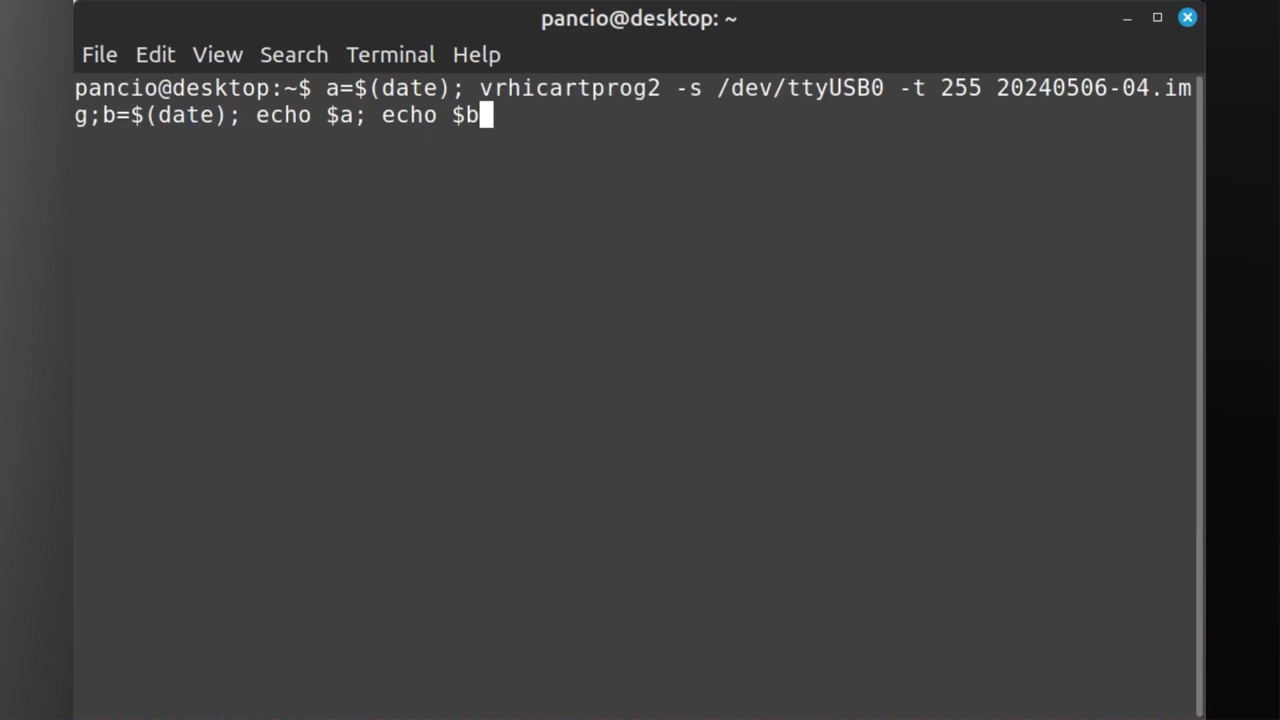 pancio@desktop: ~
File Edit View Search Terminal Help
pancio@desktop:~$ a=$(date); vrhicartprog2 -s /dev/ttyUSB0 -t 255 20240506-04.im
g;b=$(date); echo $a; echo $b